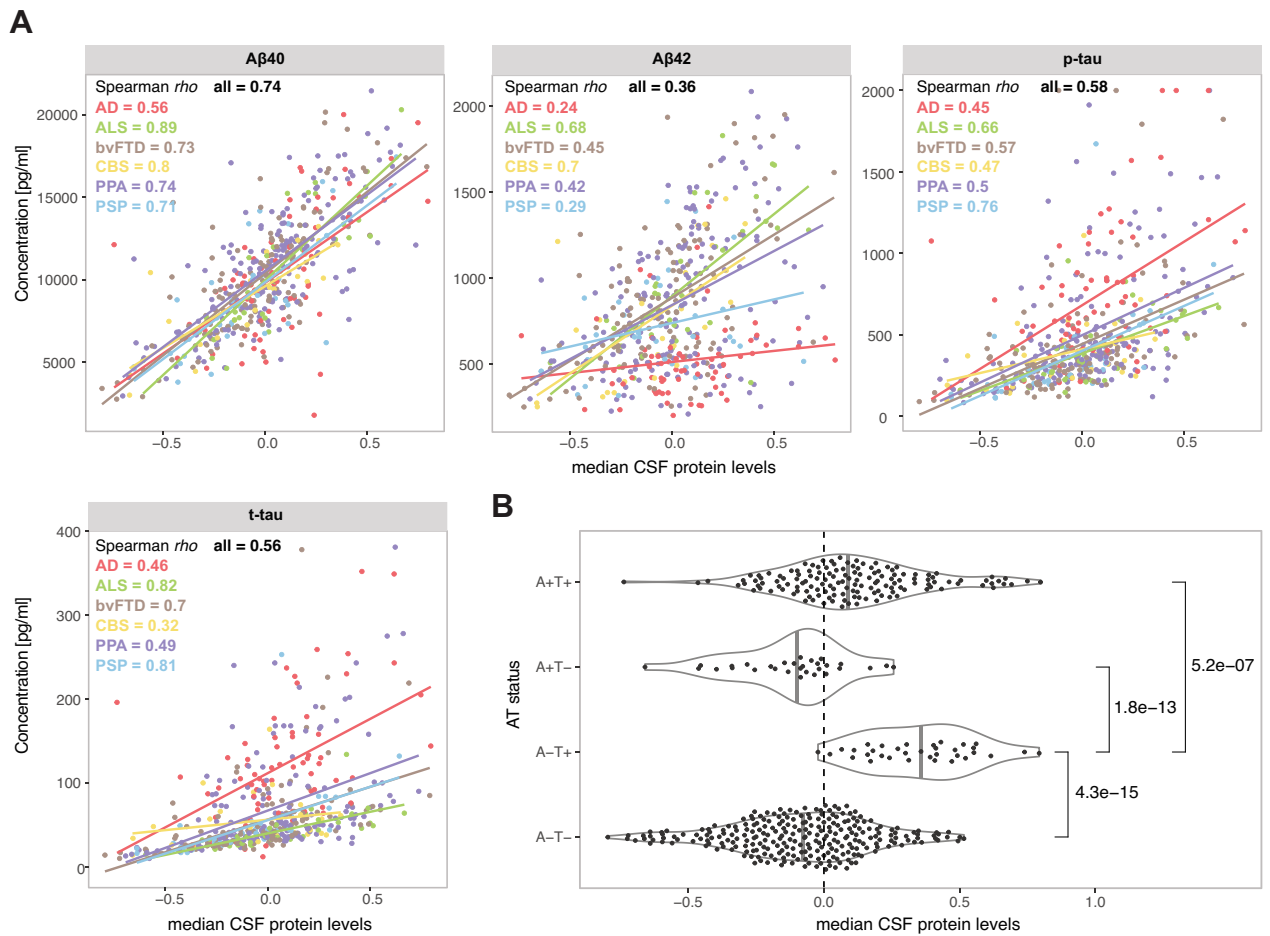 A
Aβ40
Aβ42
p-tau
Spearman rho all = 0.74
AD = 0.56
ALS = 0.89
bvFTD = 0.73
CBS = 0.8
PPA = 0.74
PSP = 0.71
Spearman rho all = 0.36
AD = 0.24
ALS = 0.68
bvFTD = 0.45
CBS = 0.7
PPA = 0.42
PSP = 0.29
Spearman rho all = 0.58
AD = 0.45
ALS = 0.66
bvFTD = 0.57
CBS = 0.47
PPA = 0.5
PSP = 0.76
Concentration [pg/ml]
20000
15000
10000
5000
2000
1500
1000
500
2000
1500
1000
500
0
−0.5 0.0 0.5
−0.5 0.0 0.5
−0.5 0.0 0.5
median CSF protein levels
t-tau
Spearman rho all = 0.56
AD = 0.46
ALS = 0.82
bvFTD = 0.7
CBS = 0.32
PPA = 0.49
PSP = 0.81
Concentration [pg/ml]
400
300
200
100
0
−0.5 0.0 0.5
median CSF protein levels
B
AT status
A+T+
A+T−
A−T+
A−T−
5.2e−07
1.8e−13
4.3e−15
−0.5 0.0 0.5 1.0
median CSF protein levels